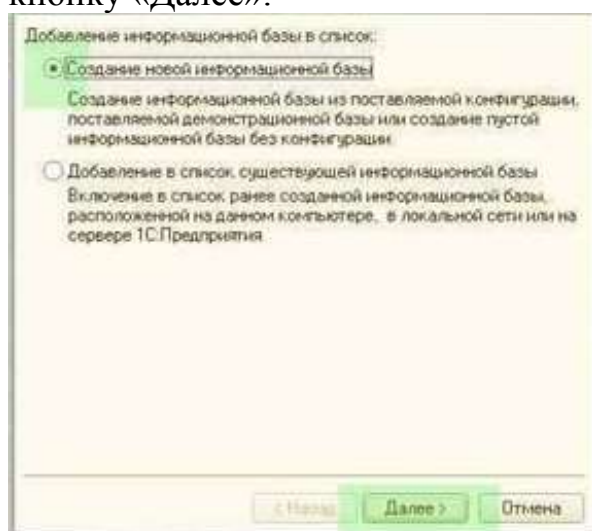 кнопку «Далее».
Добавление информационной базы в список:
Создание новой информационной базы
Создание информационной базы из поставляемой конфигурации,
поставляемой демонстрационной базы или создание пустой
информационной базы без конфигурации
Добавление в список существующей информационной базы
Включение в список ранее созданной информационной базы,
расположенной на данном компьютере, в локальной сети или на
сервере 1С:Предприятия
< Назад Далее > Отмена